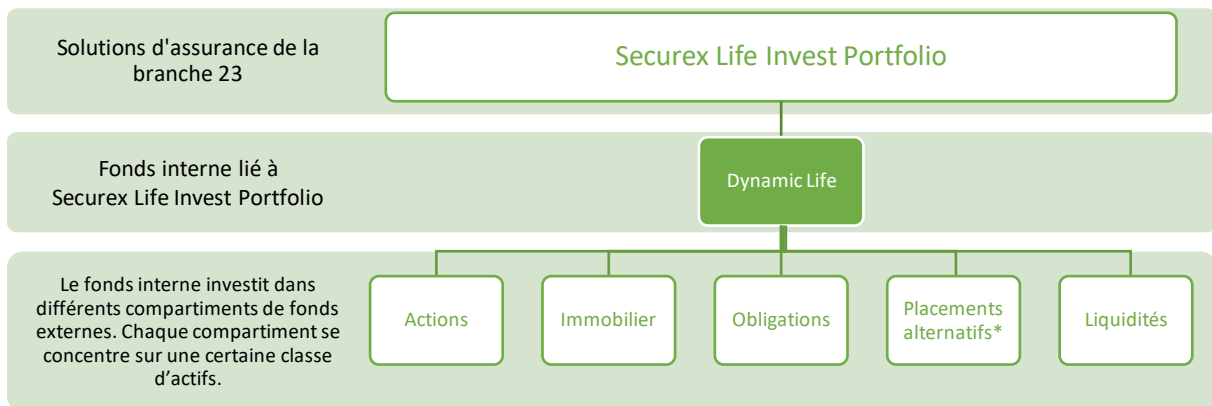 Solutions d'assurance de la
branche 23
Securex Life Invest Portfolio
Fonds interne lié à
Securex Life Invest Portfolio
Dynamic Life
Le fonds interne investit dans
différents compartiments de fonds
externes. Chaque compartiment se
concentre sur une certaine classe
d’actifs.
Actions
Immobilier
Obligations
Placements
alternatifs*
Liquidités